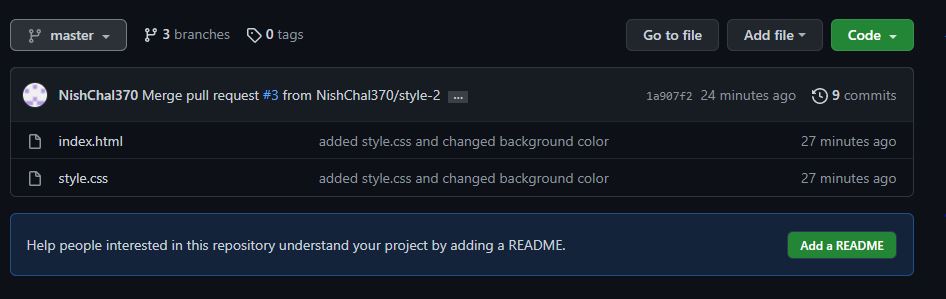 master 3 branches 0 tags Go to file Add file Code
NishChal370 Merge pull request #3 from NishChal370/style-2 ... 1a907f2 24 minutes ago 9 commits
index.html added style.css and changed background color 27 minutes ago
style.css added style.css and changed background color 27 minutes ago
Help people interested in this repository understand your project by adding a README. Add a README